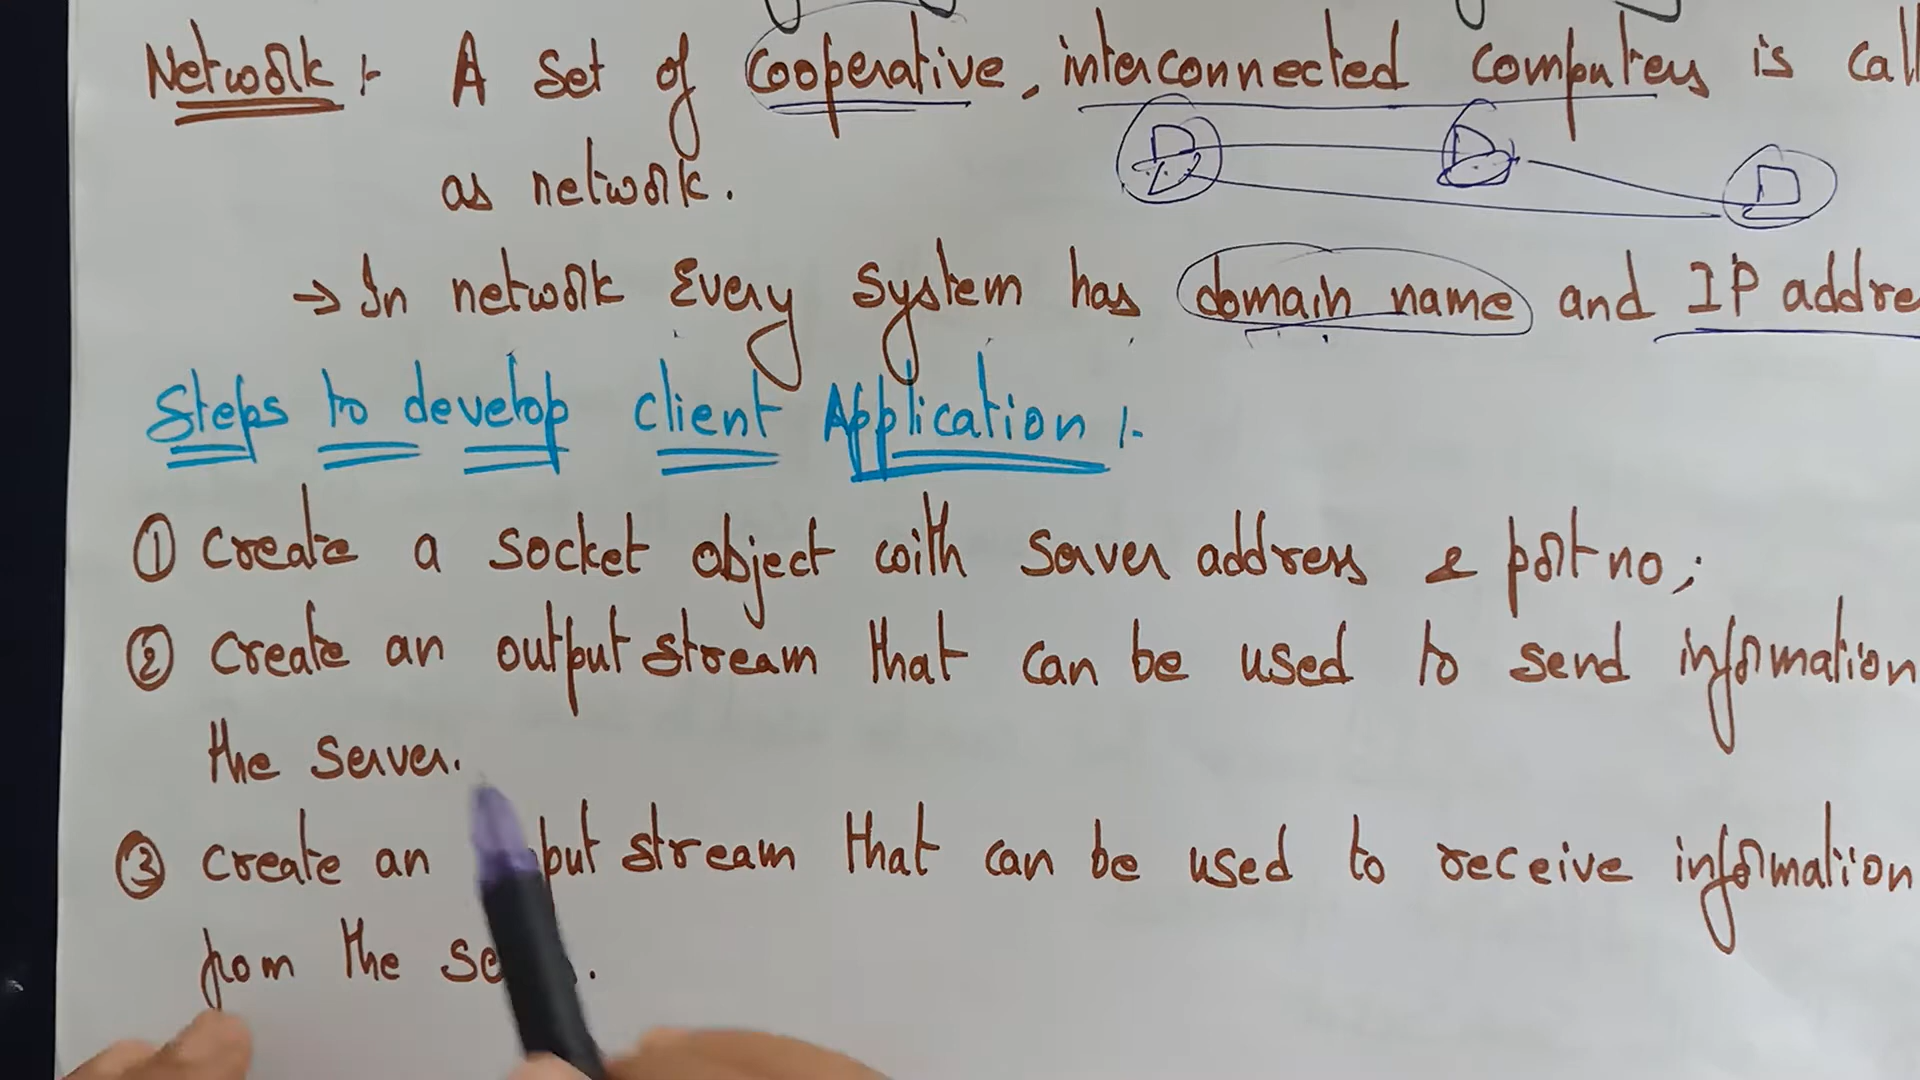 Network :- A set of cooperative, interconnected computers is call
as network.
→ In network Every system has domain name and IP addre
Steps to develop client Application :-
① create a socket object with server address & port no;
② create an output stream that can be used to send information
the server.
③ create an put stream that can be used to receive information
from the se .